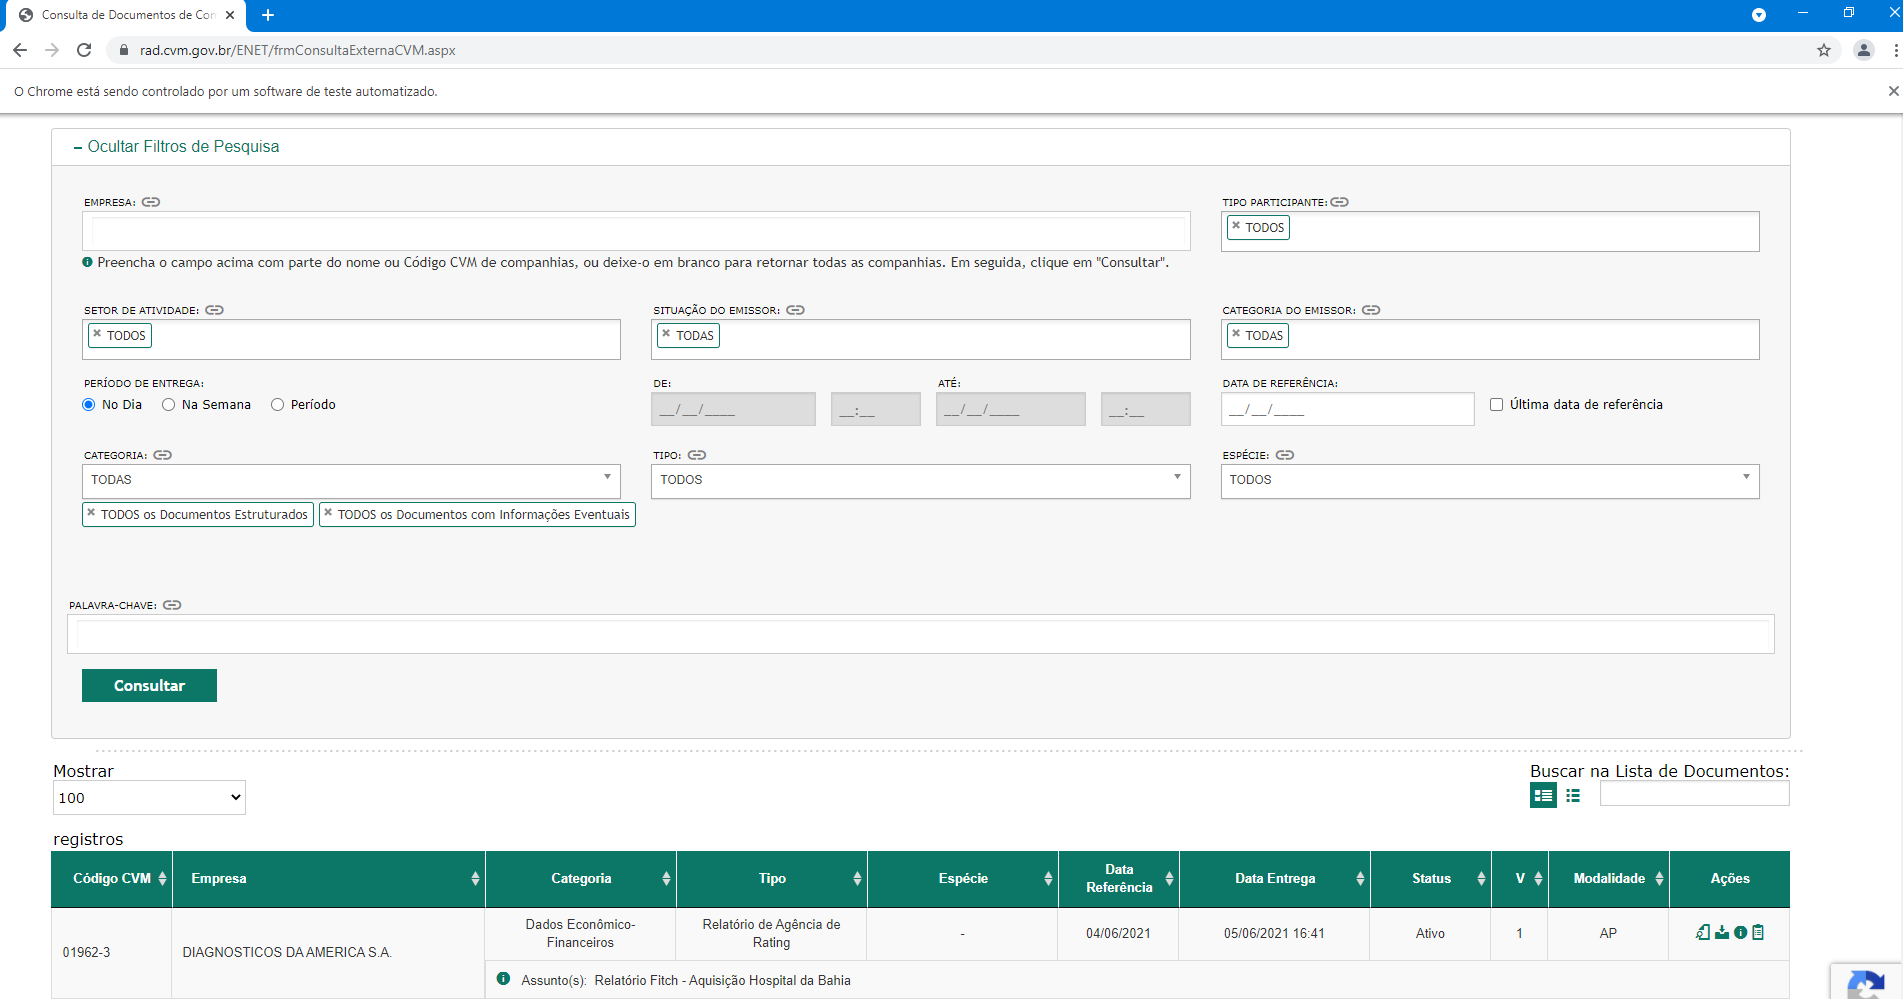 Consulta de Documentos de Con
rad.cvm.gov.br/ENET/frmConsultaExternaCVM.aspx
O Chrome está sendo controlado por um software de teste automatizado.
– Ocultar Filtros de Pesquisa
EMPRESA:
TIPO PARTICIPANTE:
× TODOS
Preencha o campo acima com parte do nome ou Código CVM de companhias, ou deixe-o em branco para retornar todas as companhias. Em seguida, clique em "Consultar".
SETOR DE ATIVIDADE:
SITUAÇÃO DO EMISSOR:
CATEGORIA DO EMISSOR:
× TODOS
× TODAS
× TODAS
PERÍODO DE ENTREGA:
DE:
ATÉ:
DATA DE REFERÊNCIA:
No Dia
Na Semana
Período
__/__/____
__:__
__/__/____
__:__
__/__/____
Última data de referência
CATEGORIA:
TIPO:
ESPÉCIE:
TODAS
TODOS
TODOS
× TODOS os Documentos Estruturados
× TODOS os Documentos com Informações Eventuais
PALAVRA-CHAVE:
Consultar
Mostrar
Buscar na Lista de Documentos:
100
registros
Código CVM
Empresa
Categoria
Tipo
Espécie
Data Referência
Data Entrega
Status
V
Modalidade
Ações
01962-3
DIAGNOSTICOS DA AMERICA S.A.
Dados Econômico-
Financeiros
Relatório de Agência de
Rating
-
04/06/2021
05/06/2021 16:41
Ativo
1
AP
Assunto(s): Relatório Fitch - Aquisição Hospital da Bahia